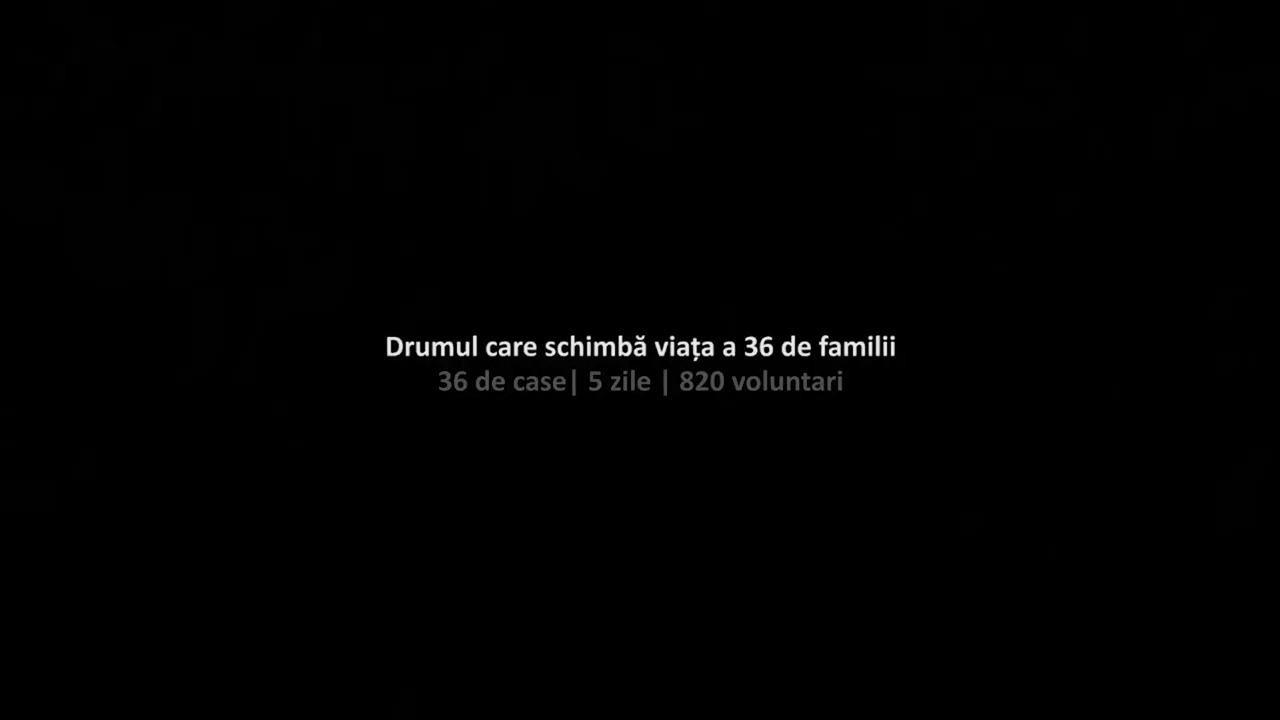 Drumul care schimbă viața a 36 de familii
36 de case| 5 zile | 820 voluntari